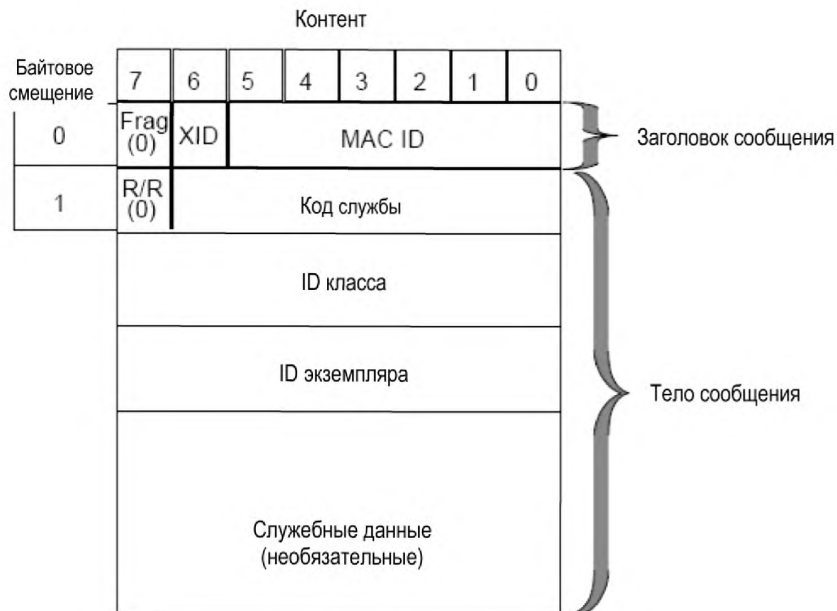 Контент
Байтовое
смещение
7 6 5 4 3 2 1 0
0
Frag
(0)
XID
MAC ID
Заголовок сообщения
1
R/R
(0)
Код службы
ID класса
ID экземпляра
Тело сообщения
Служебные данные
(необязательные)